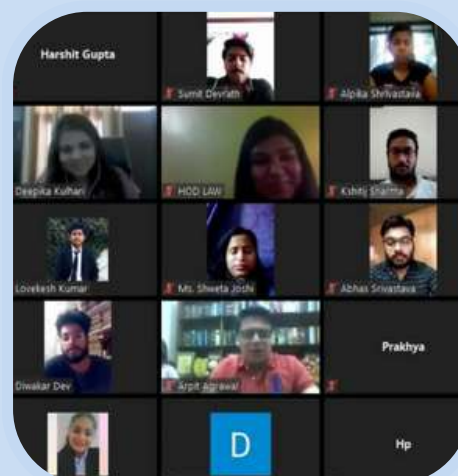 Harshit Gupta
Sumit Devrath
Alpika Shrivastava
Deepika Kulhari
HOD LAW
Kshitij Sharma
Lovekesh Kumar
Ms. Shweta Joshi
Abhas Srivastava
Diwakar Dev
Arpit Agrawal
Prakhya
D
Hp